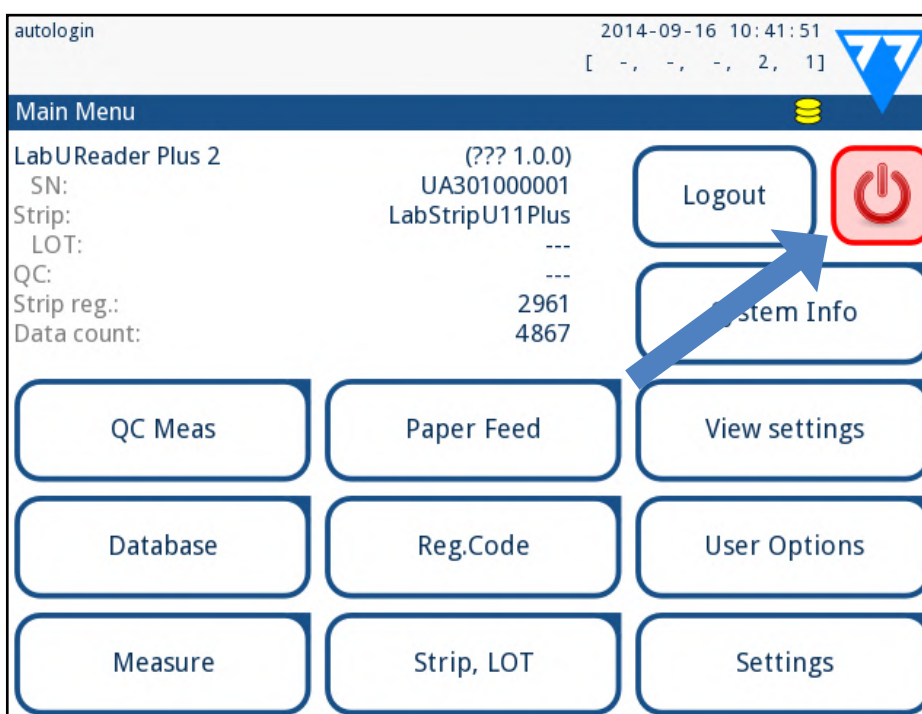 autologin 2014-09-16 10:41:51
[ -, -, -, 2, 1]
Main Menu
LabUReader Plus 2 (??? 1.0.0)
SN: UA301000001
Strip: LabStripU11Plus
LOT: ---
QC: ---
Strip reg.: 2961
Data count: 4867
Logout
stem Info
QC Meas Paper Feed View settings
Database Reg.Code User Options
Measure Strip, LOT Settings